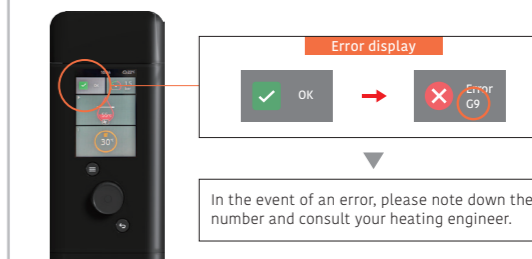 Error display
OK
Error
G9
30°
In the event of an error, please note down the
number and consult your heating engineer.